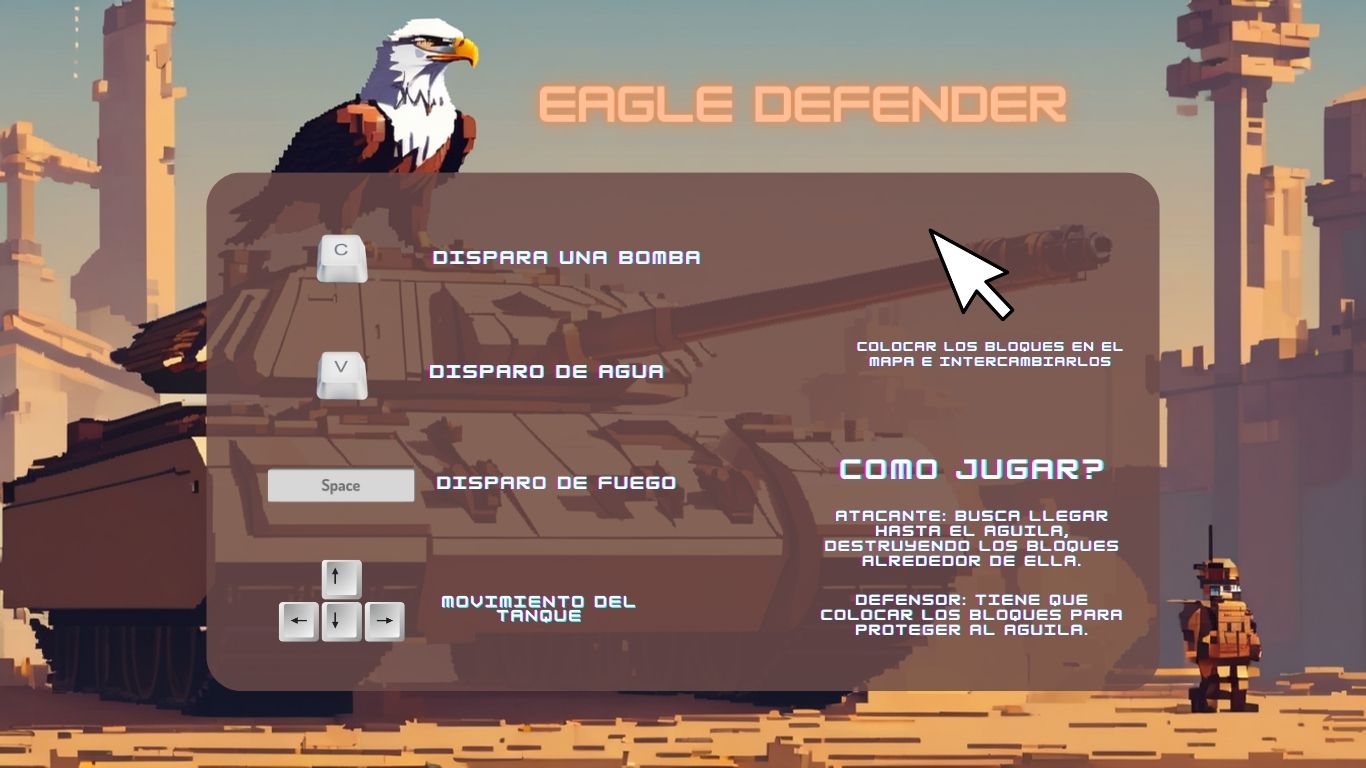 EAGLE DEFENDER
C
DISPARA UNA BOMBA
V
DISPARO DE AGUA
Space
DISPARO DE FUEGO
↑
← ↓ →
MOVIMIENTO DEL
TANQUE
COLOCAR LOS BLOQUES EN EL
MAPA E INTERCAMBIARLOS
COMO JUGAR?
ATACANTE: BUSCA LLEGAR
HASTA EL AGUILA,
DESTRUYENDO LOS BLOQUES
ALREDEDOR DE ELLA.
DEFENSOR: TIENE QUE
COLOCAR LOS BLOQUES PARA
PROTEGER AL AGUILA.